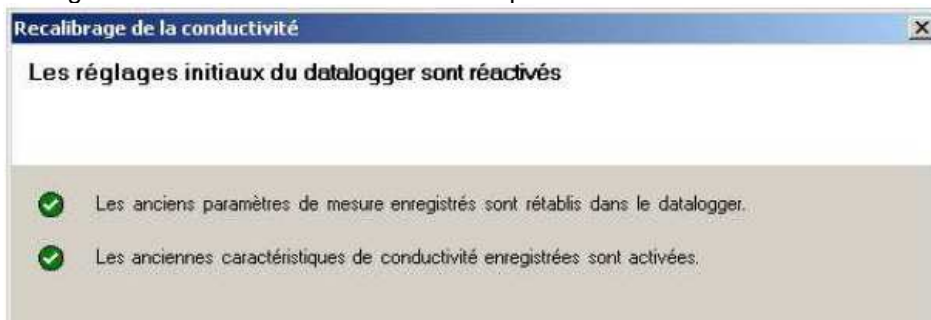 Recalibrage de la conductivité
Les réglages initiaux du datalogger sont réactivés
Les anciens paramètres de mesure enregistrés sont rétablis dans le datalogger.
Les anciennes caractéristiques de conductivité enregistrées sont activées.